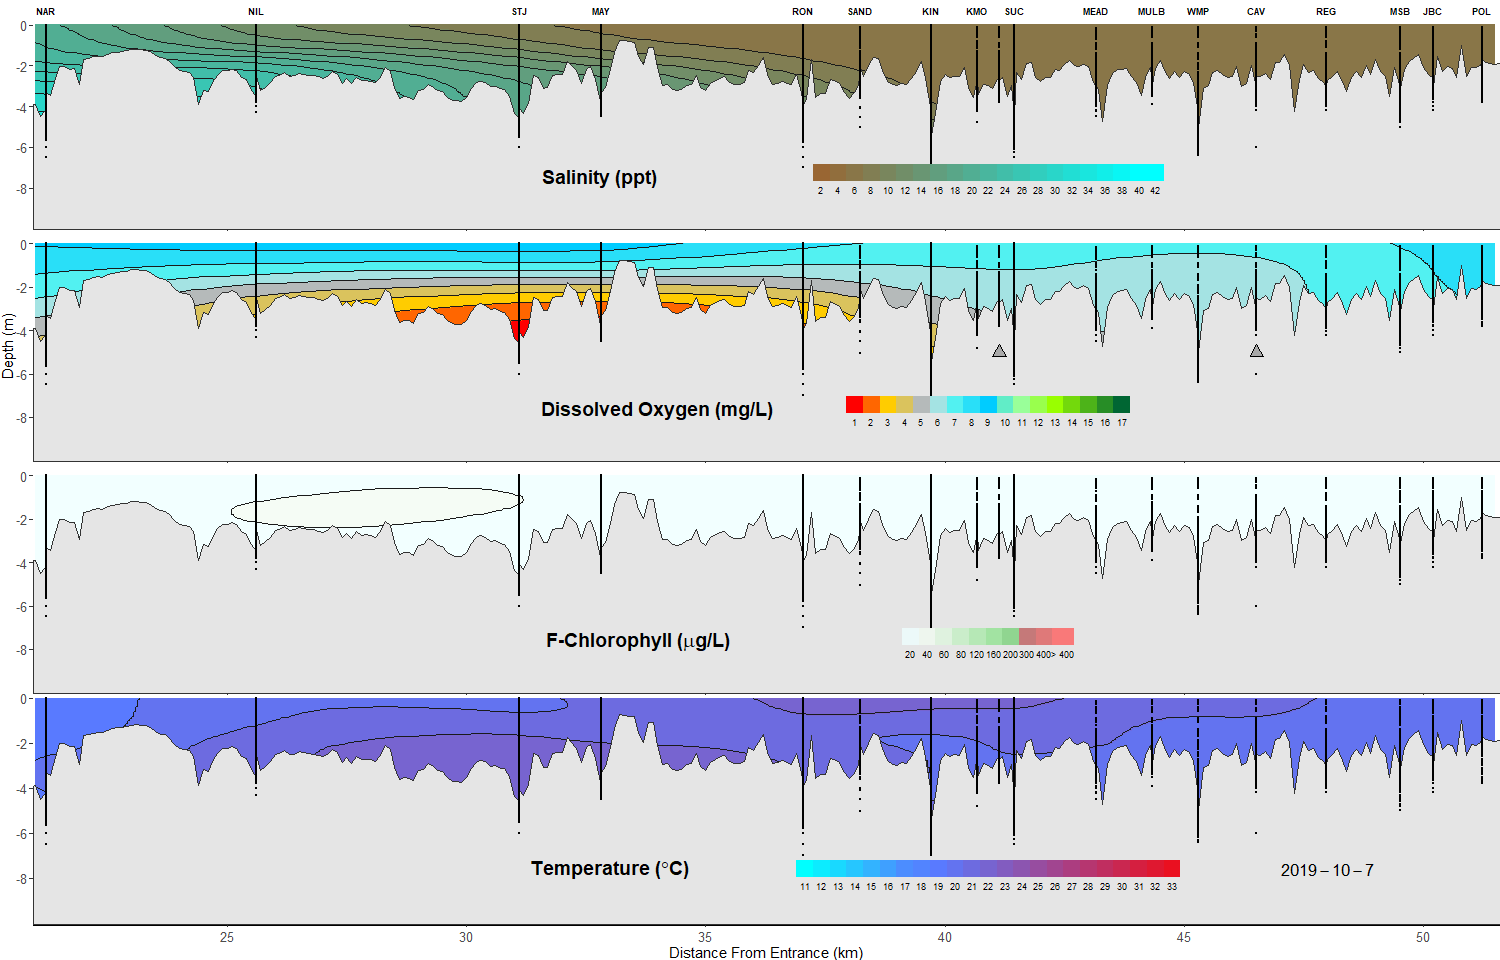 NAR NIL STJ MAY RON SAND KIN KMO SUC MEAD MULB WMP CAV REG MSB JBC POL
0
-2
-4
-6
-8
Salinity (ppt)
2 4 6 8 10 12 14 16 18 20 22 24 26 28 30 32 34 36 38 40 42
Depth (m)
0
-2
-4
-6
-8
Dissolved Oxygen (mg/L)
1 2 3 4 5 6 7 8 9 10 11 12 13 14 15 16 17
0
-2
-4
-6
-8
F-Chlorophyll (μg/L)
20 40 60 80 120 160 200 300 400> 400
0
-2
-4
-6
-8
Temperature (°C)
11 12 13 14 15 16 17 18 19 20 21 22 23 24 25 26 27 28 29 30 31 32 33
2019-10-7
25 30 35 40 45 50
Distance From Entrance (km)